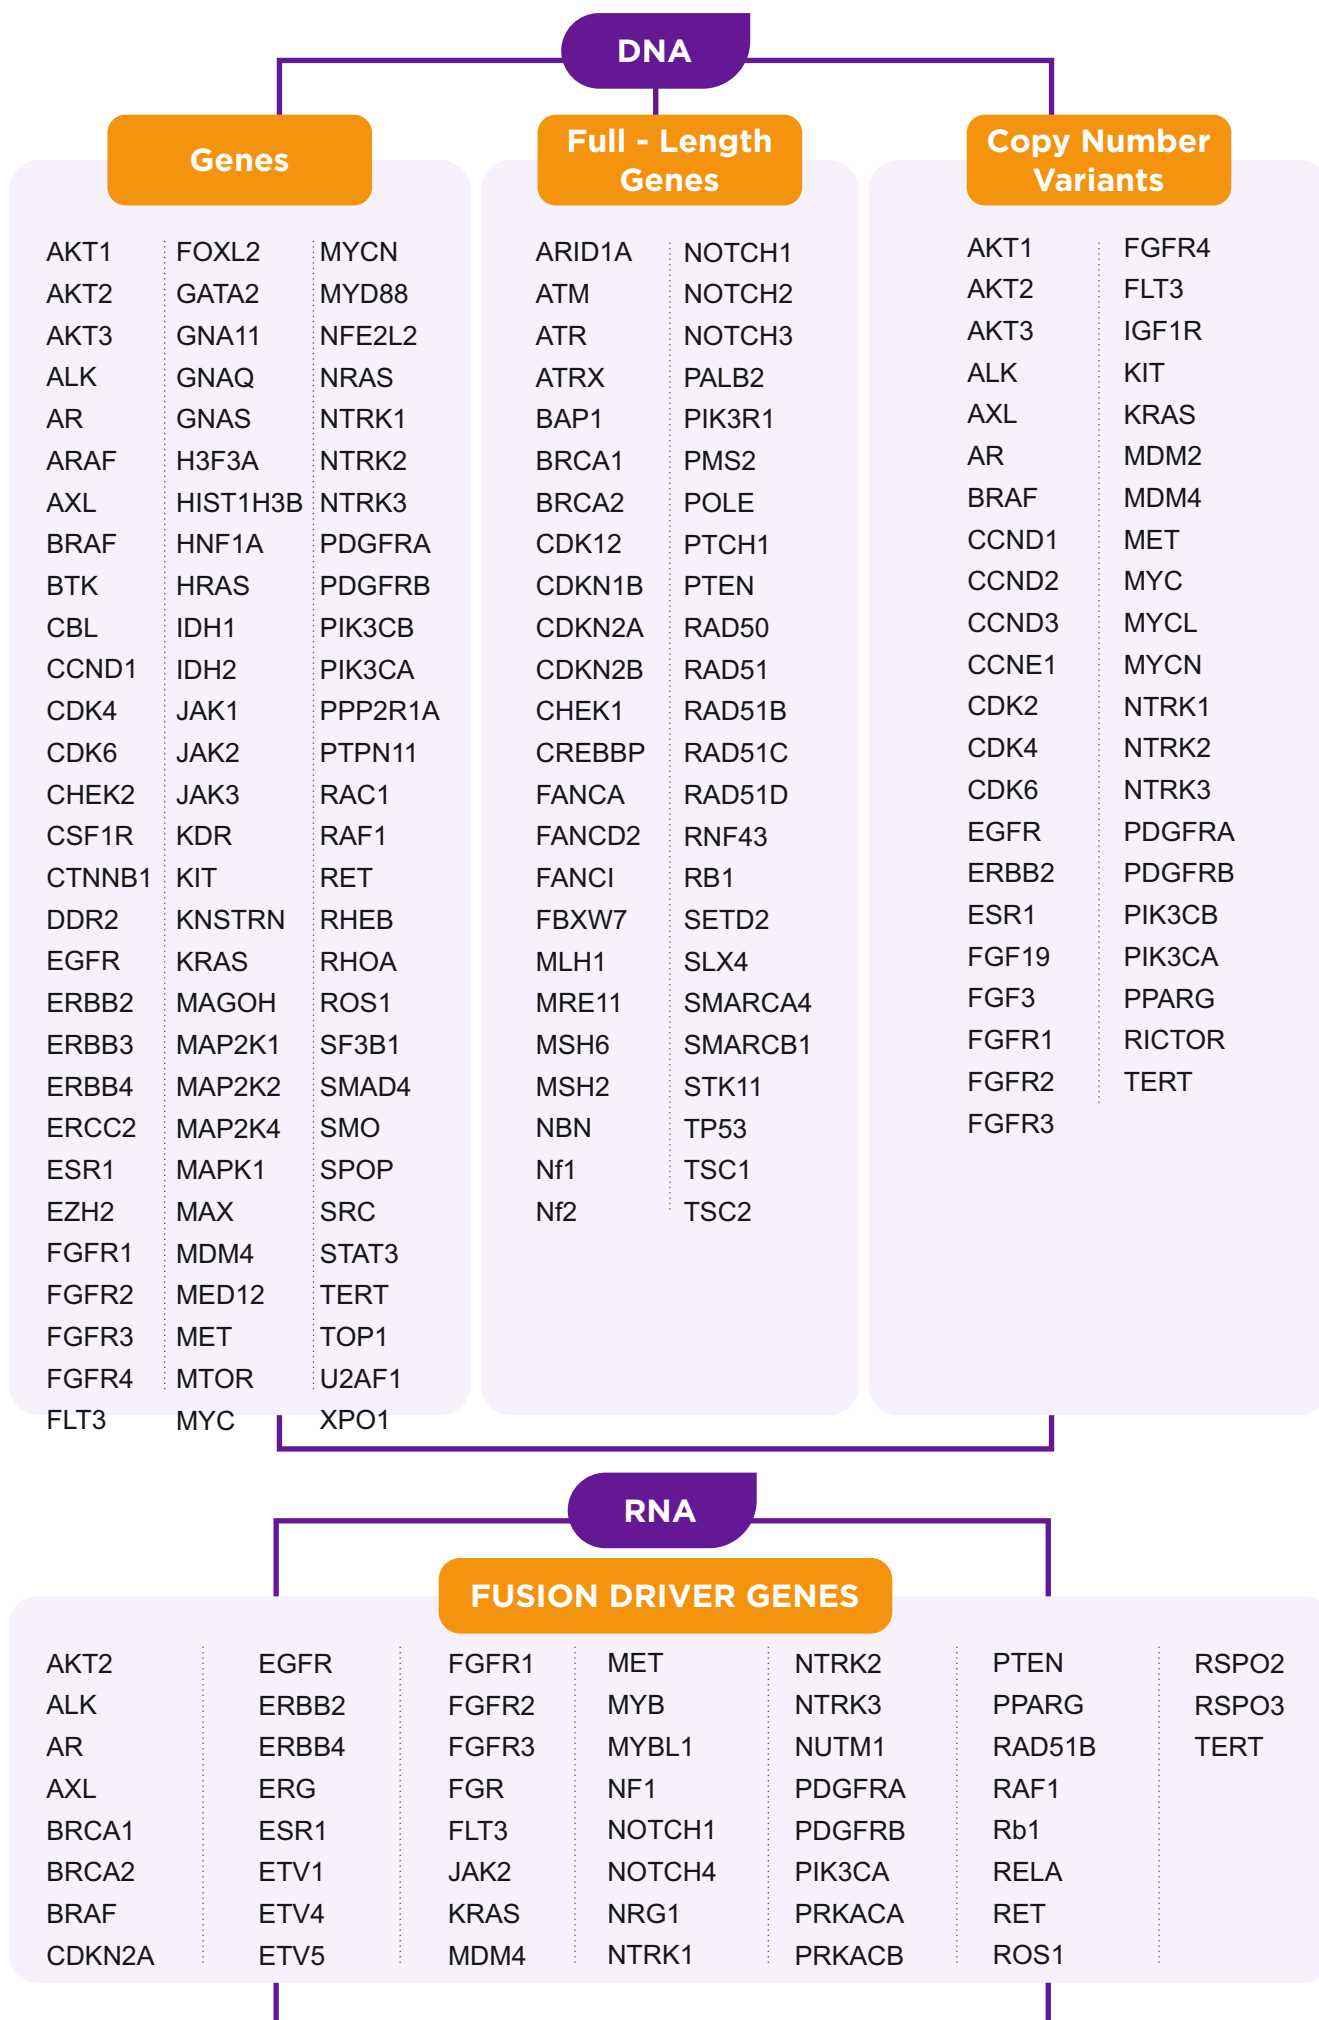 DNA
Genes
AKT1
AKT2
AKT3
ALK
AR
ARAF
AXL
BRAF
BTK
CBL
CCND1
CDK4
CDK6
CHEK2
CSF1R
CTNNB1
DDR2
EGFR
ERBB2
ERBB3
ERBB4
ERCC2
ESR1
EZH2
FGFR1
FGFR2
FGFR3
FGFR4
FLT3
FOXL2
GATA2
GNA11
GNAQ
GNAS
H3F3A
HIST1H3B
HNF1A
HRAS
IDH1
IDH2
JAK1
JAK2
JAK3
KDR
KIT
KNSTRN
KRAS
MAGOH
MAP2K1
MAP2K2
MAP2K4
MAPK1
MAX
MDM4
MED12
MET
MTOR
MYC
MYCN
MYD88
NFE2L2
NRAS
NTRK1
NTRK2
NTRK3
PDGFRA
PDGFRB
PIK3CB
PIK3CA
PPP2R1A
PTPN11
RAC1
RAF1
RET
RHEB
RHOA
ROS1
SF3B1
SMAD4
SMO
SPOP
SRC
STAT3
TERT
TOP1
U2AF1
XPO1
Full - Length
Genes
ARID1A
ATM
ATR
ATRX
BAP1
BRCA1
BRCA2
CDK12
CDKN1B
CDKN2A
CDKN2B
CHEK1
CREBBP
FANCA
FANCD2
FANCI
FBXW7
MLH1
MRE11
MSH6
MSH2
NBN
Nf1
Nf2
NOTCH1
NOTCH2
NOTCH3
PALB2
PIK3R1
PMS2
POLE
PTCH1
PTEN
RAD50
RAD51
RAD51B
RAD51C
RAD51D
RNF43
RB1
SETD2
SLX4
SMARCA4
SMARCB1
STK11
TP53
TSC1
TSC2
Copy Number
Variants
AKT1
AKT2
AKT3
ALK
AXL
AR
BRAF
CCND1
CCND2
CCND3
CCNE1
CDK2
CDK4
CDK6
EGFR
ERBB2
ESR1
FGF19
FGF3
FGFR1
FGFR2
FGFR3
FGFR4
FLT3
IGF1R
KIT
KRAS
MDM2
MDM4
MET
MYC
MYCL
MYCN
NTRK1
NTRK2
NTRK3
PDGFRA
PDGFRB
PIK3CB
PIK3CA
PPARG
RICTOR
TERT
RNA
FUSION DRIVER GENES
AKT2
ALK
AR
AXL
BRCA1
BRCA2
BRAF
CDKN2A
EGFR
ERBB2
ERBB4
ERG
ESR1
ETV1
ETV4
ETV5
FGFR1
FGFR2
FGFR3
FGR
FLT3
JAK2
KRAS
MDM4
MET
MYB
MYBL1
NF1
NOTCH1
NOTCH4
NRG1
NTRK1
NTRK2
NTRK3
NUTM1
PDGFRA
PDGFRB
PIK3CA
PRKACA
PRKACB
PTEN
PPARG
RAD51B
RAF1
Rb1
RELA
RET
ROS1
RSPO2
RSPO3
TERT